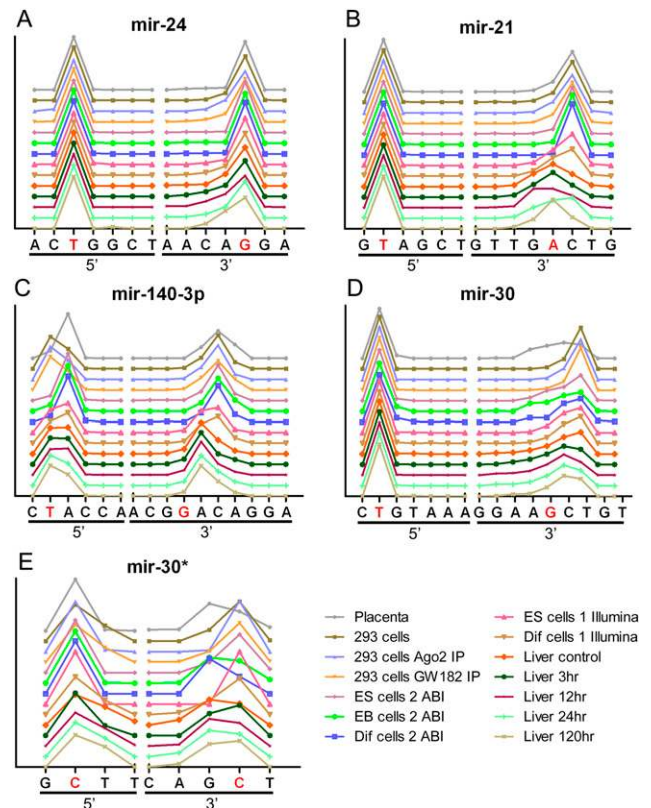 A
mir-24
A C T G G C T A A C A G G A
5' 3'
B
mir-21
G T A G C T G T T G A C T G
5' 3'
C
mir-140-3p
C T A C C A A C G G A C A G G A
5' 3'
D
mir-30
C T G T A A A G G A A G C T G T
5' 3'
E
mir-30*
G C T T C A G C T
5' 3'
Placenta
293 cells
293 cells Ago2 IP
293 cells GW182 IP
ES cells 2 ABI
EB cells 2 ABI
Dif cells 2 ABI
ES cells 1 Illumina
Dif cells 1 Illumina
Liver control
Liver 3hr
Liver 12hr
Liver 24hr
Liver 120hr